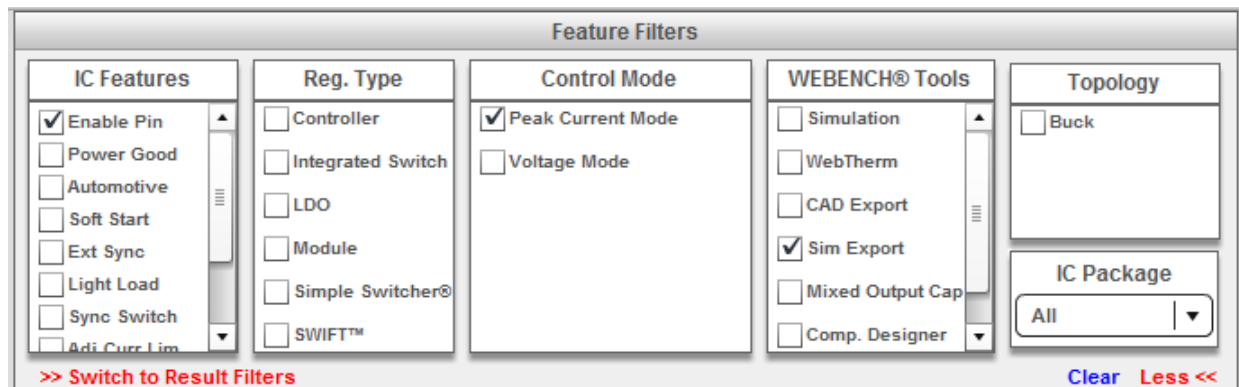 Feature Filters
IC Features
Enable Pin
Power Good
Automotive
Soft Start
Ext Sync
Light Load
Sync Switch
Adj Curr Lim
Reg. Type
Controller
Integrated Switch
LDO
Module
Simple Switcher®
SWIFT™
Control Mode
Peak Current Mode
Voltage Mode
WEBENCH® Tools
Simulation
WebTherm
CAD Export
Sim Export
Mixed Output Cap
Comp. Designer
Topology
Buck
IC Package
All
>> Switch to Result Filters
Clear Less <<